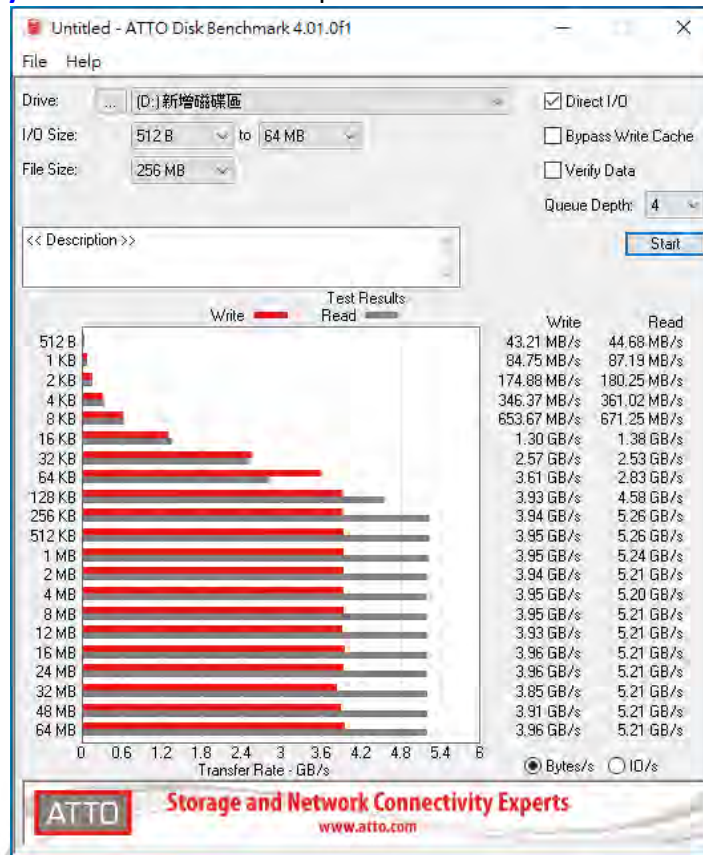 Untitled - ATTO Disk Benchmark 4.01.0f1
File Help
Drive: ... (D:) 新增磁碟區 Direct I/O
I/O Size: 512 B to 64 MB Bypass Write Cache
File Size: 256 MB Verify Data
Queue Depth: 4
<< Description >> Start
Test Results
Write Read Write Read
512 B 43.21 MB/s 44.68 MB/s
1 KB 84.75 MB/s 87.19 MB/s
2 KB 174.88 MB/s 180.25 MB/s
4 KB 346.37 MB/s 361.02 MB/s
8 KB 653.67 MB/s 671.25 MB/s
16 KB 1.30 GB/s 1.38 GB/s
32 KB 2.57 GB/s 2.53 GB/s
64 KB 3.61 GB/s 2.83 GB/s
128 KB 3.93 GB/s 4.58 GB/s
256 KB 3.94 GB/s 5.26 GB/s
512 KB 3.95 GB/s 5.26 GB/s
1 MB 3.95 GB/s 5.24 GB/s
2 MB 3.94 GB/s 5.21 GB/s
4 MB 3.95 GB/s 5.20 GB/s
8 MB 3.95 GB/s 5.21 GB/s
12 MB 3.93 GB/s 5.21 GB/s
16 MB 3.96 GB/s 5.21 GB/s
24 MB 3.96 GB/s 5.21 GB/s
32 MB 3.85 GB/s 5.21 GB/s
48 MB 3.91 GB/s 5.21 GB/s
64 MB 3.96 GB/s 5.21 GB/s
0 0.6 1.2 1.8 2.4 3 3.6 4.2 4.8 5.4 6
Transfer Rate - GB/s Bytes/s IO/s
ATTO Storage and Network Connectivity Experts
www.atto.com